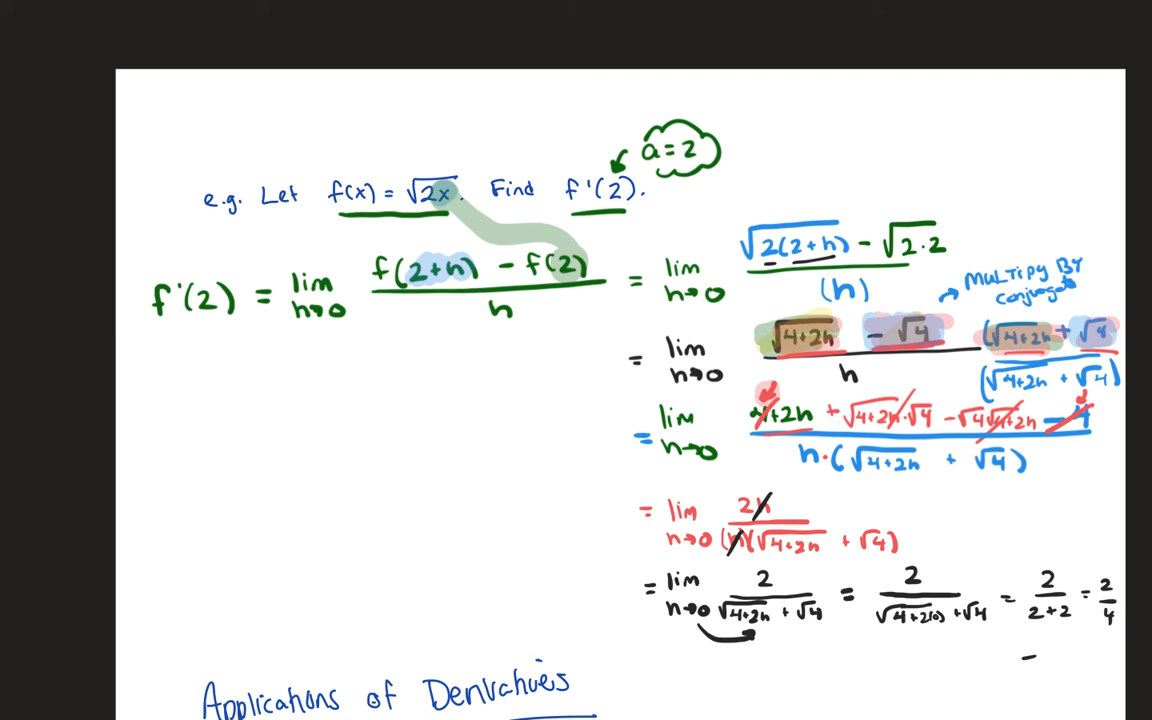 a = 2
e.g. Let f(x) = √2x. Find f'(2).
f'(2) = lim h→0 f(2+h) - f(2) / h = lim h→0 √2(2+h) - √2·2 / (h)
MULTIPY BY conjugate
= lim h→0 √4+2h - √4 / h (√4+2h + √4) / (√4+2h + √4)
= lim h→0 4+2h + √4+2h·√4 - √4√4+2h - 4 / h·(√4+2h + √4)
= lim h→0 2h / (h)(√4+2h + √4)
= lim h→0 2 / √4+2h + √4 = 2 / √4+2(0) + √4 = 2 / 2+2 = 2 / 4
=
Applications of Derivatives